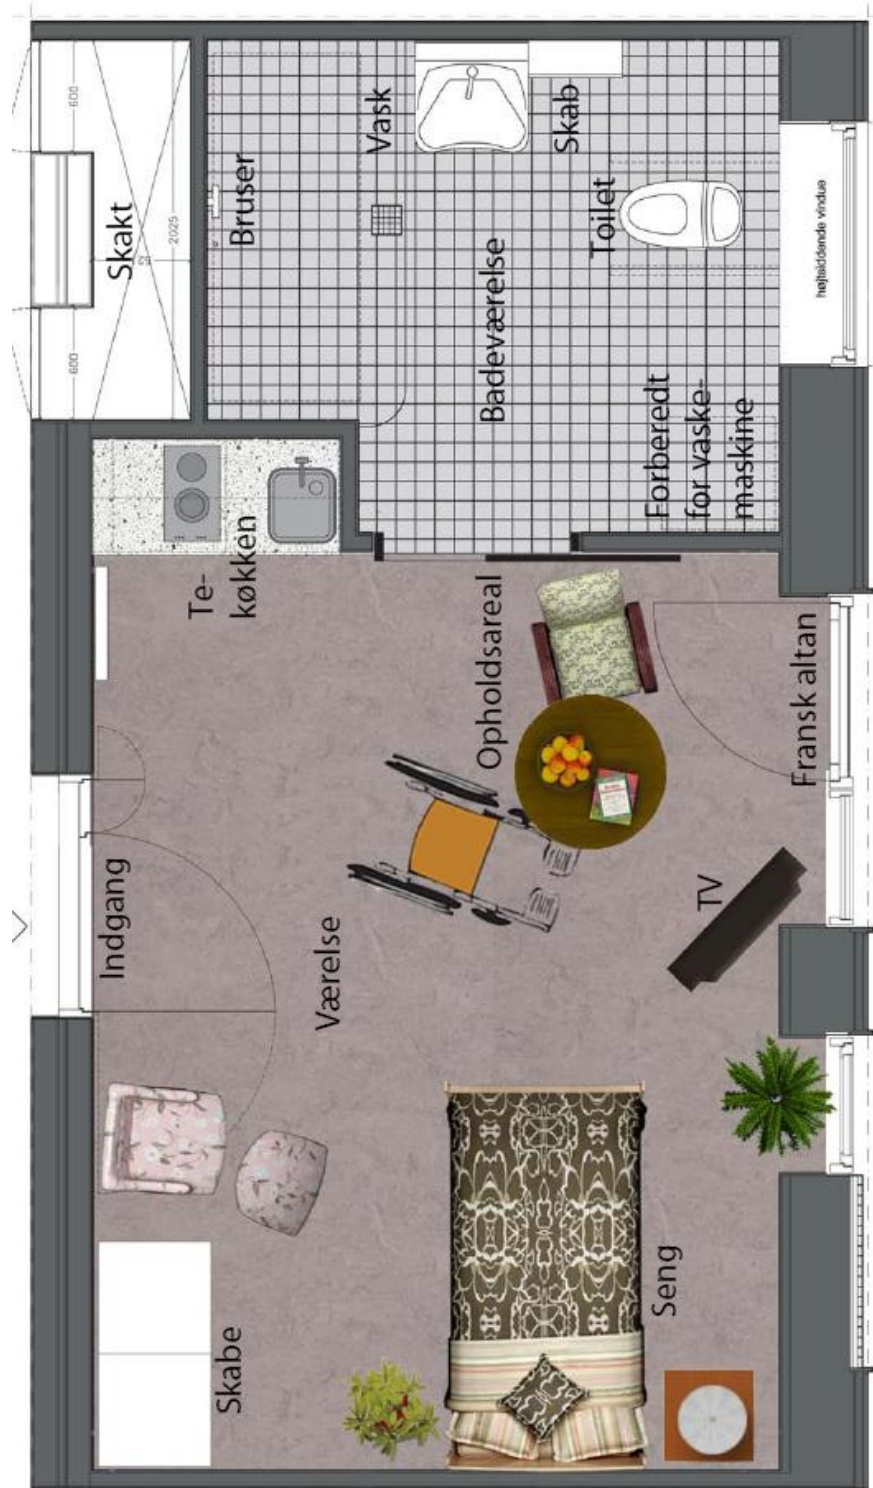 Skakt
600
2025
600
Bruser
Vask
Skab
Toilet
Badeværelse
højtsiddende vindue
Forberedt
for vaske-
maskine
Te-
køkken
Opholdsareal
Fransk altan
Indgang
Værelse
TV
Skabe
Seng